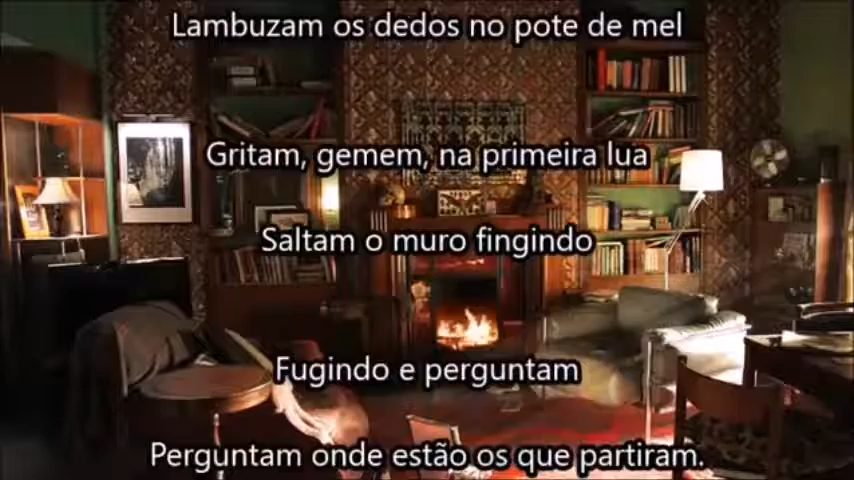 Lambuzam os dedos no pote de mel
Gritam, gemem, na primeira lua
Saltam o muro fingindo
Fugindo e perguntam
Perguntam onde estão os que partiram.